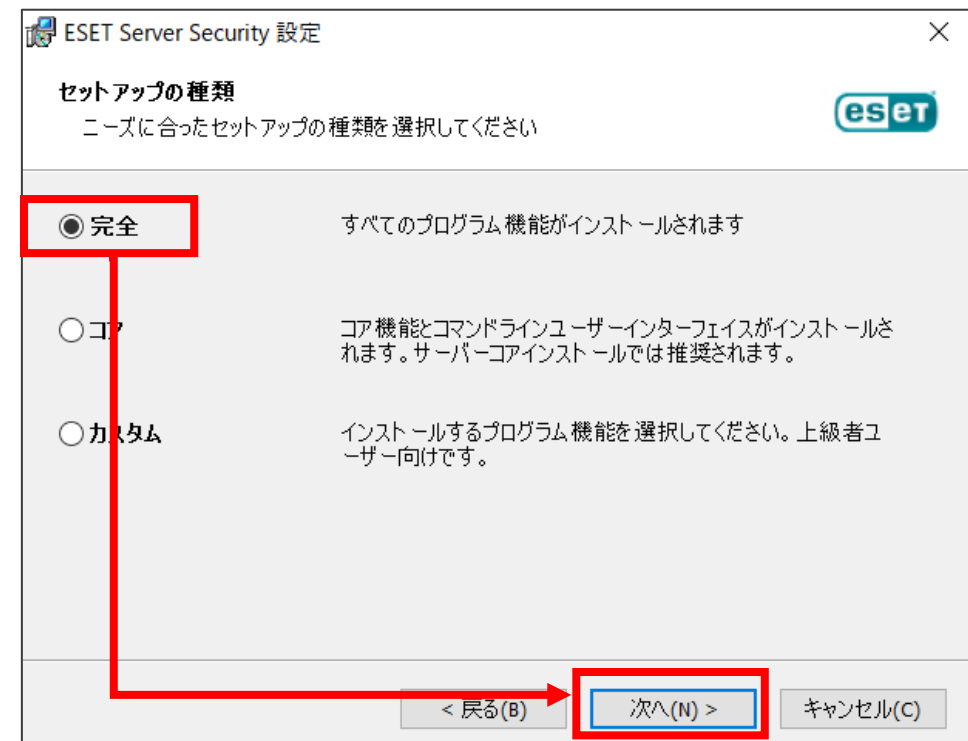 ESET Server Security 設定
セットアップの種類
ニーズに合ったセットアップの種類を選択してください
eseT
完全
すべてのプログラム機能がインストールされます
コア
コア機能とコマンドラインユーザーインターフェイスがインストールさ
れます。サーバーコアインストールでは推奨されます。
カスタム
インストールするプログラム機能を選択してください。上級者ユ
ーザー向けです。
< 戻る(B)
次へ(N) >
キャンセル(C)